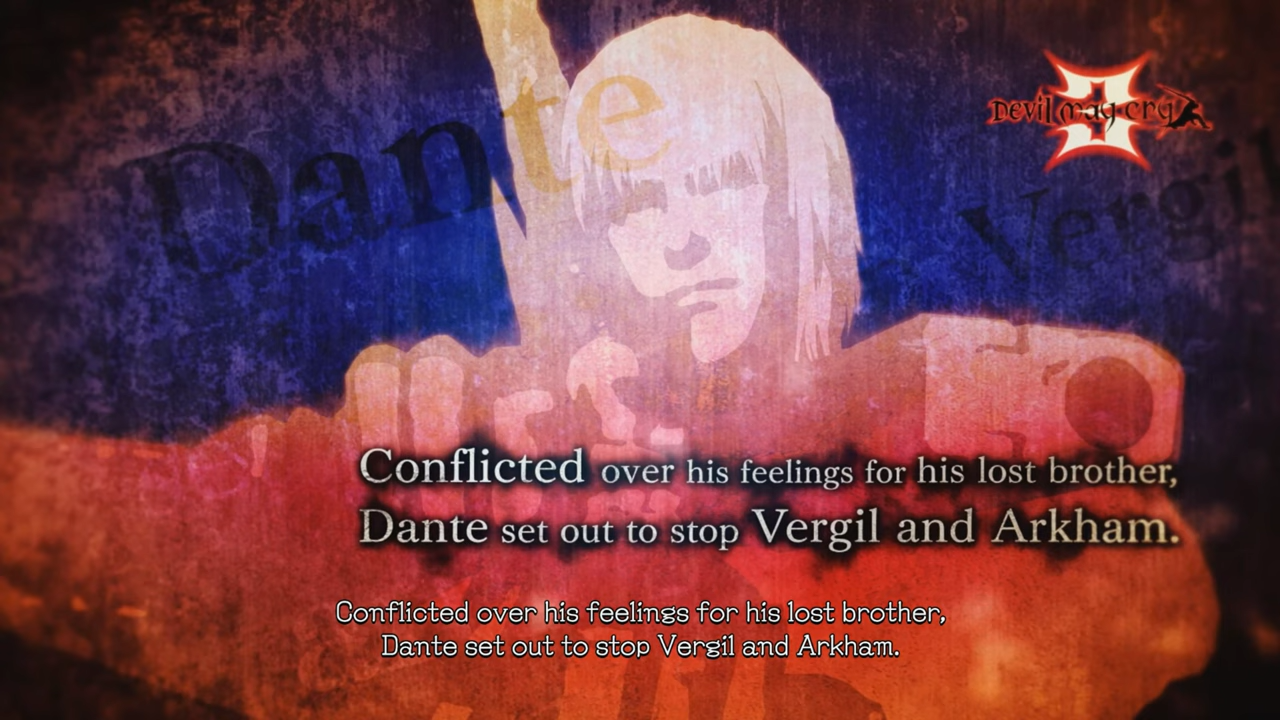 Dante
Devil may cry
3
Vergil
Conflicted over his feelings for his lost brother,
Dante set out to stop Vergil and Arkham.
Conflicted over his feelings for his lost brother,
Dante set out to stop Vergil and Arkham.